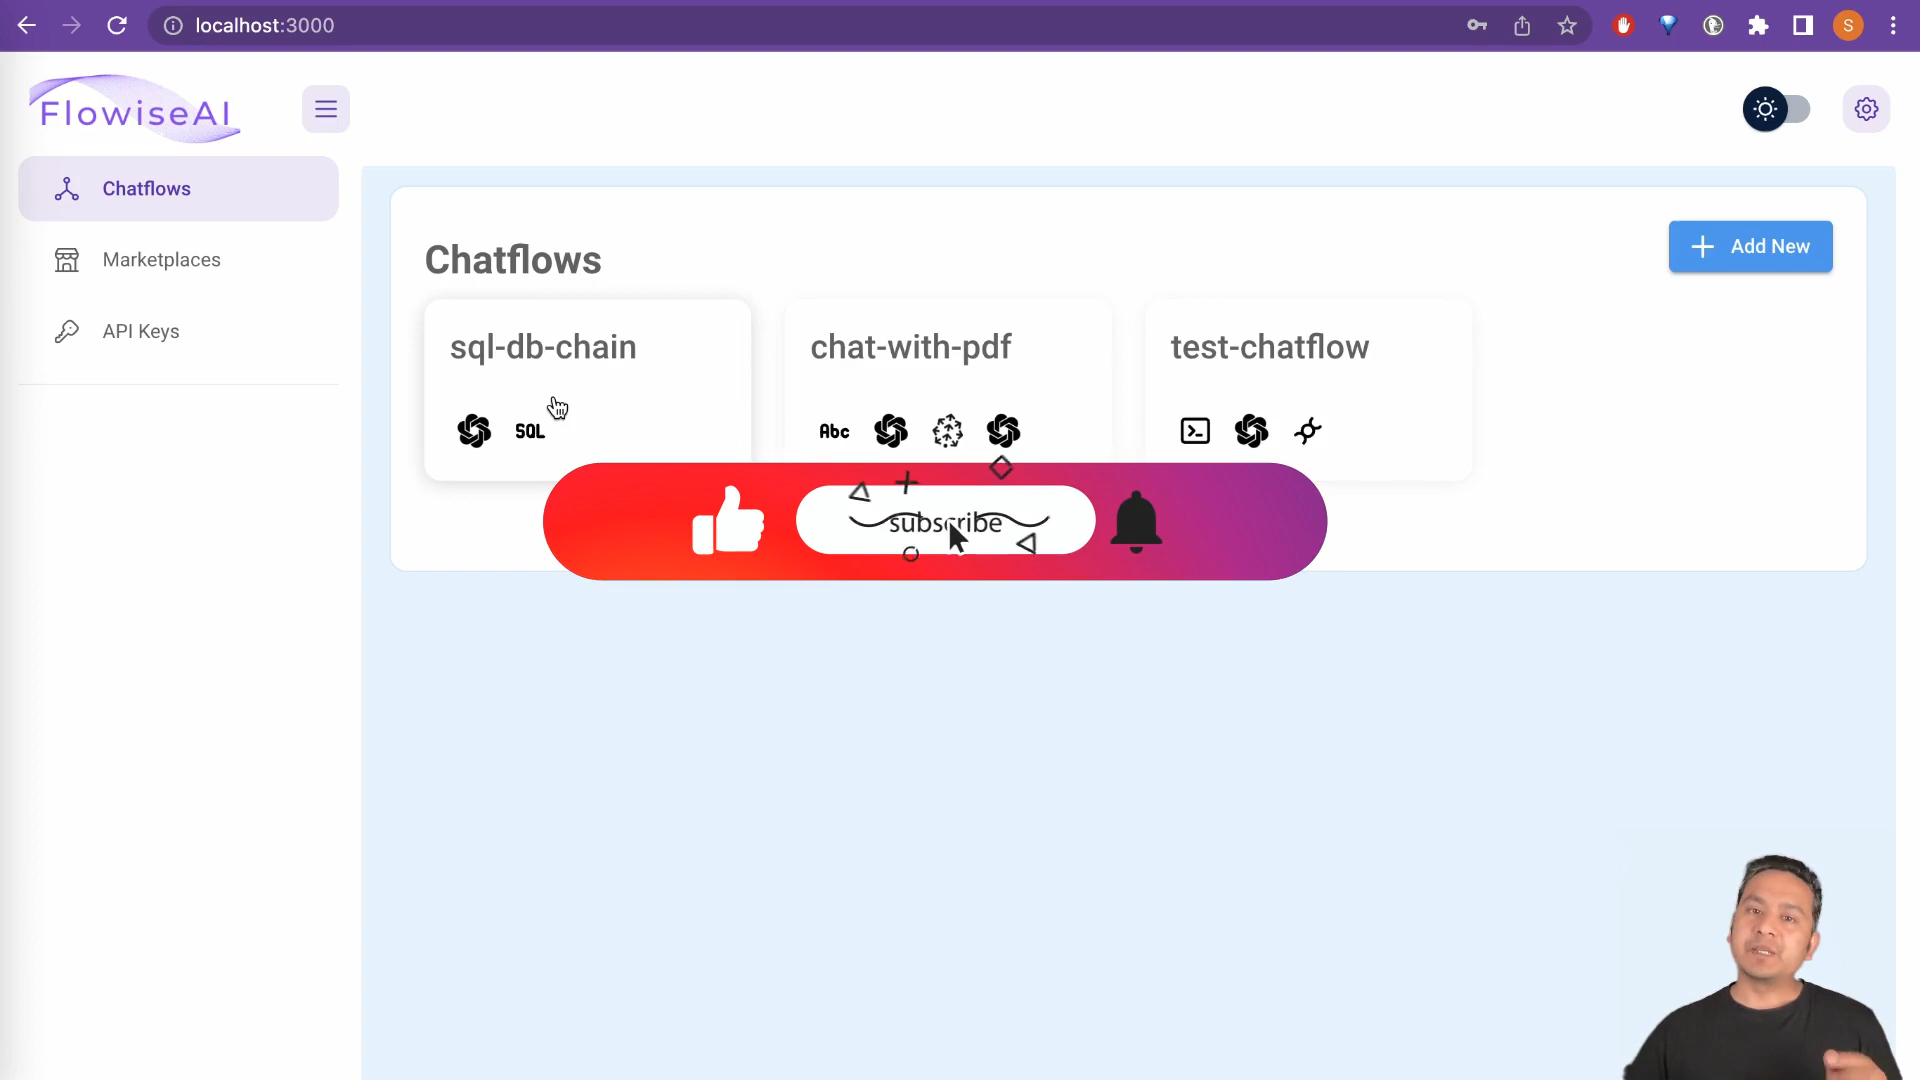 localhost:3000
S
FlowiseAI
Chatflows
Marketplaces
API Keys
Chatflows
Add New
sql-db-chain
SQL
chat-with-pdf
Abc
test-chatflow
subscribe